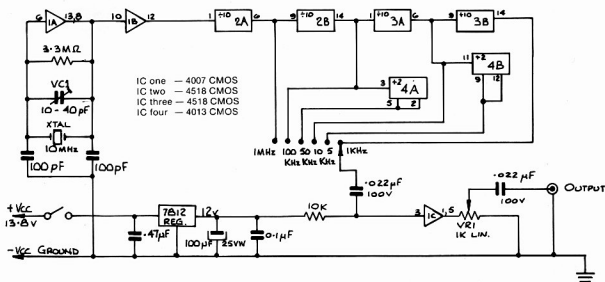 6 1A 13,8 10 1B 12 1 ÷10 2A 6 9 ÷10 2B 14 1 ÷10 3A 6 9 ÷10 3B
3.3MΩ
VC1
10-40pF
XTAL
10MHz
100pF 100pF
IC one — 4007 CMOS
IC two — 4518 CMOS
IC three — 4518 CMOS
IC four — 4013 CMOS
14
11 ÷2 4B
9 12
3 ÷2 4A
5 2
1MHz 100 KHz 50 KHz 10 KHz 5 KHz 1KHz
.022µF
100V
.022µF
100V
OUTPUT
+Vcc
13.8V
7812
REG.
12V
10K
3 1C 1,5
VR1
1K LIN.
.47µF
100µF 25VW
0.1µF
-Vcc GROUND